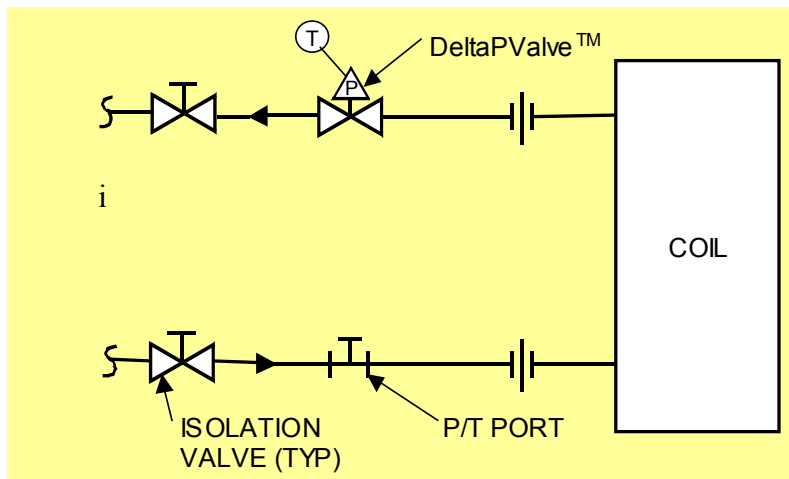 T
DeltaPValve™
P
i
COIL
ISOLATION
VALVE (TYP)
P/T PORT